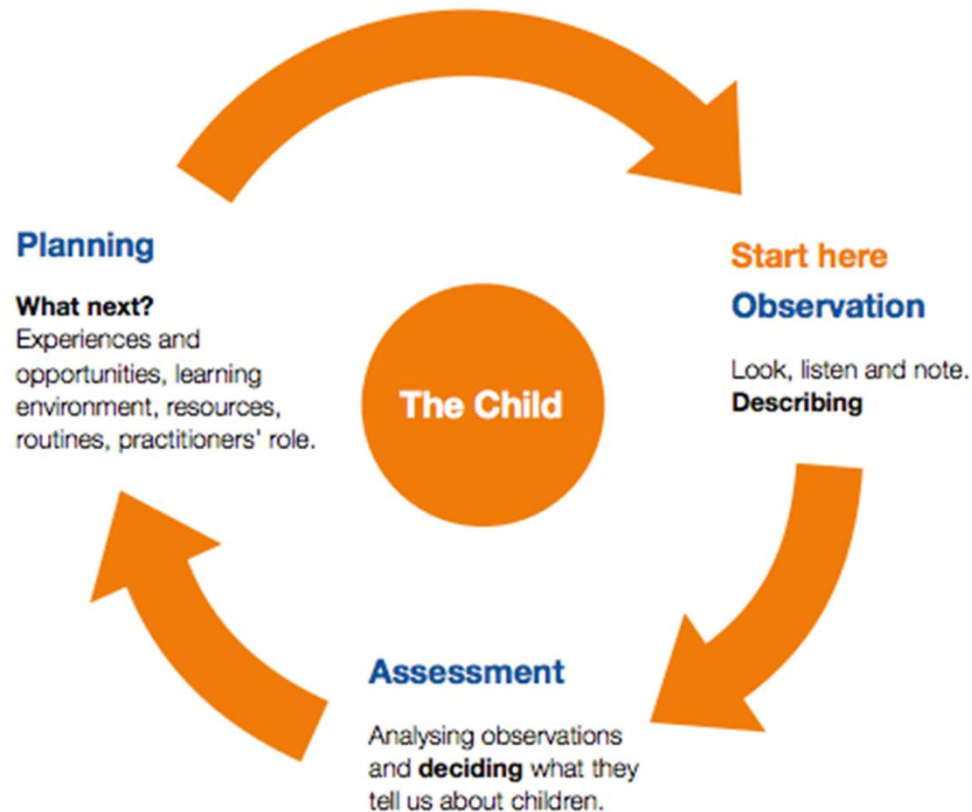 Planning
What next?
Experiences and
opportunities, learning
environment, resources,
routines, practitioners' role.
The Child
Start here
Observation
Look, listen and note.
Describing
Assessment
Analysing observations
and deciding what they
tell us about children.